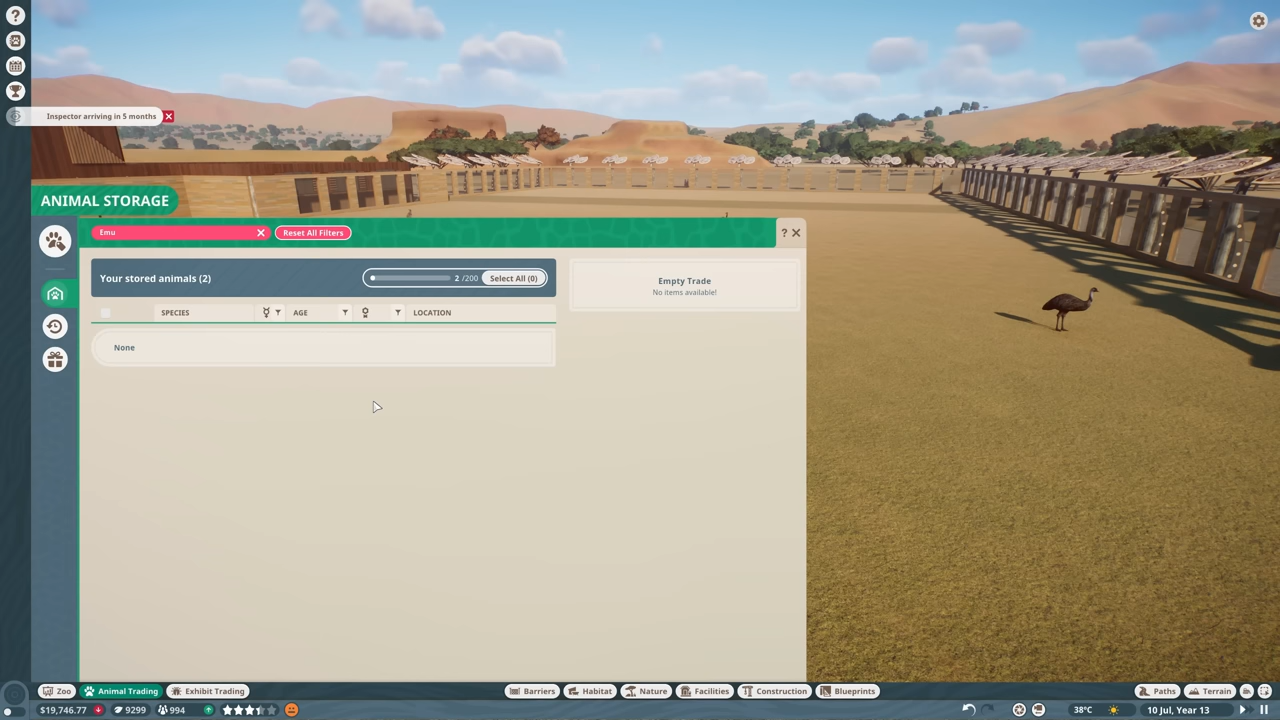 ?
Inspector arriving in 5 months
ANIMAL STORAGE
Emu
Reset All Filters
?
Your stored animals (2)
2 /200
Select All (0)
Empty Trade
No items available!
SPECIES
AGE
LOCATION
None
Zoo
Animal Trading
Exhibit Trading
Barriers
Habitat
Nature
Facilities
Construction
Blueprints
Paths
Terrain
$19,746.77
9299
994
38°C
10 Jul, Year 13